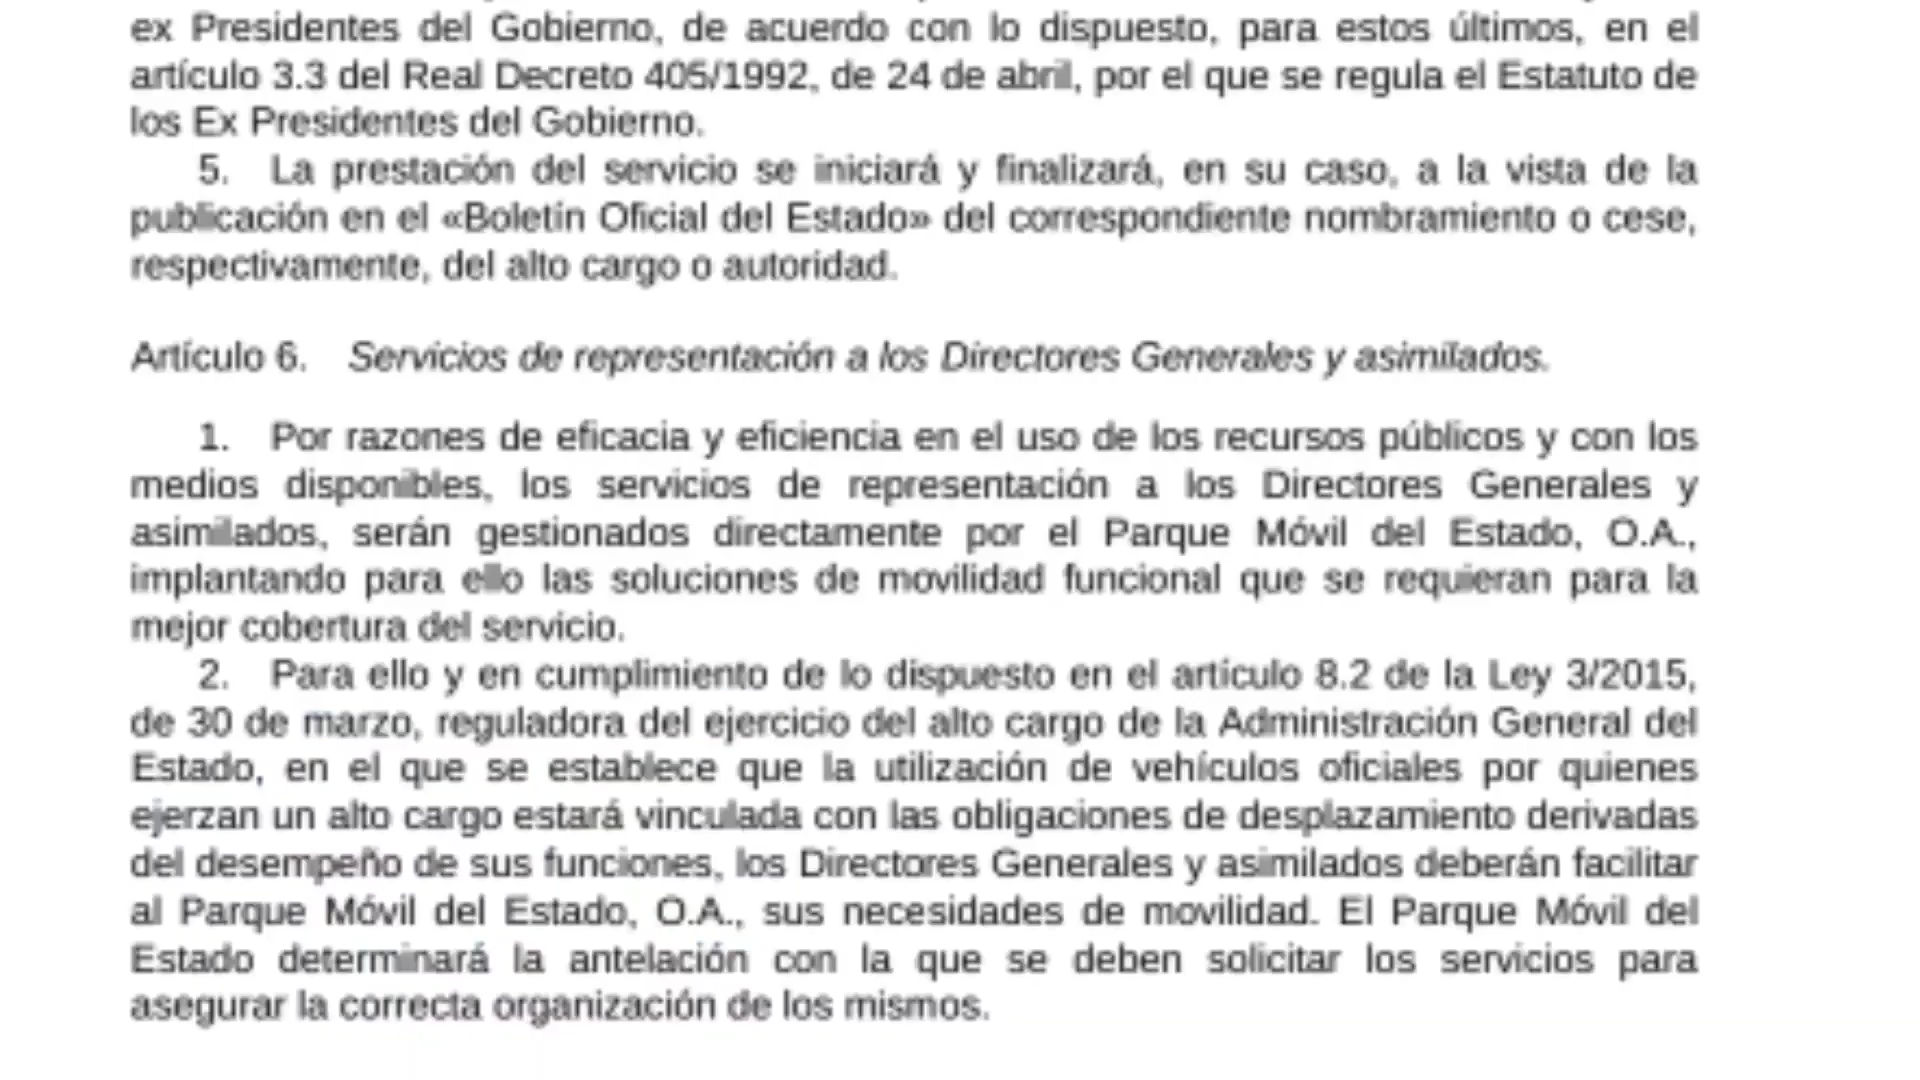 ex Presidentes del Gobierno, de acuerdo con lo dispuesto, para estos últimos, en el
artículo 3.3 del Real Decreto 405/1992, de 24 de abril, por el que se regula el Estatuto de
los Ex Presidentes del Gobierno.
5. La prestación del servicio se iniciará y finalizará, en su caso, a la vista de la
publicación en el «Boletín Oficial del Estado» del correspondiente nombramiento o cese,
respectivamente, del alto cargo o autoridad.
Artículo 6. Servicios de representación a los Directores Generales y asimilados.
1. Por razones de eficacia y eficiencia en el uso de los recursos públicos y con los
medios disponibles, los servicios de representación a los Directores Generales y
asimilados, serán gestionados directamente por el Parque Móvil del Estado, O.A.,
implantando para ello las soluciones de movilidad funcional que se requieran para la
mejor cobertura del servicio.
2. Para ello y en cumplimiento de lo dispuesto en el artículo 8.2 de la Ley 3/2015,
de 30 de marzo, reguladora del ejercicio del alto cargo de la Administración General del
Estado, en el que se establece que la utilización de vehículos oficiales por quienes
ejerzan un alto cargo estará vinculada con las obligaciones de desplazamiento derivadas
del desempeño de sus funciones, los Directores Generales y asimilados deberán facilitar
al Parque Móvil del Estado, O.A., sus necesidades de movilidad. El Parque Móvil del
Estado determinará la antelación con la que se deben solicitar los servicios para
asegurar la correcta organización de los mismos.